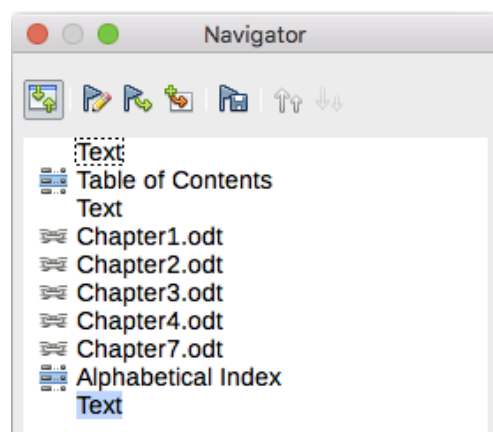 Navigator
Text
Table of Contents
Text
Chapter1.odt
Chapter2.odt
Chapter3.odt
Chapter4.odt
Chapter7.odt
Alphabetical Index
Text